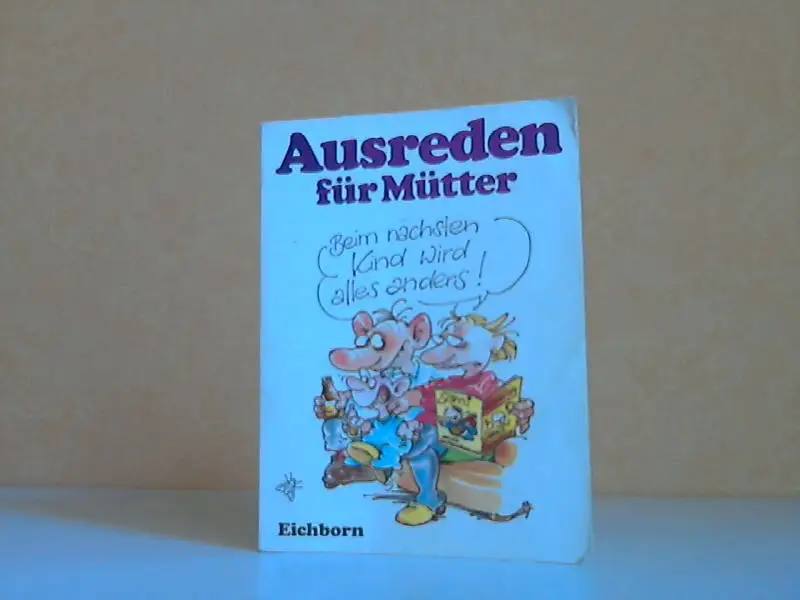 Ausreden
für Mütter
Beim nächsten
Kind wird
alles anders!
Eichborn